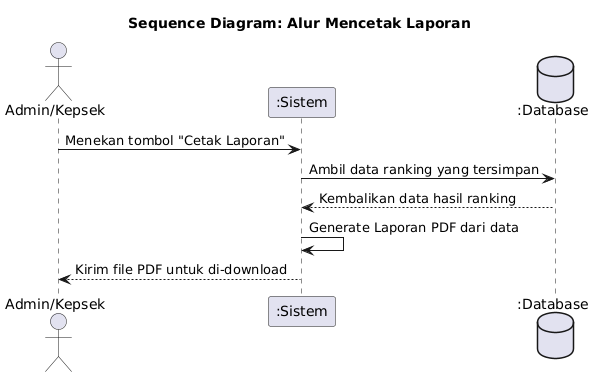 Sequence Diagram: Alur Mencetak Laporan
Admin/Kepsek
:Sistem
:Database
Menekan tombol "Cetak Laporan"
Ambil data ranking yang tersimpan
Kembalikan data hasil ranking
Generate Laporan PDF dari data
Kirim file PDF untuk di-download
Admin/Kepsek
:Sistem
:Database